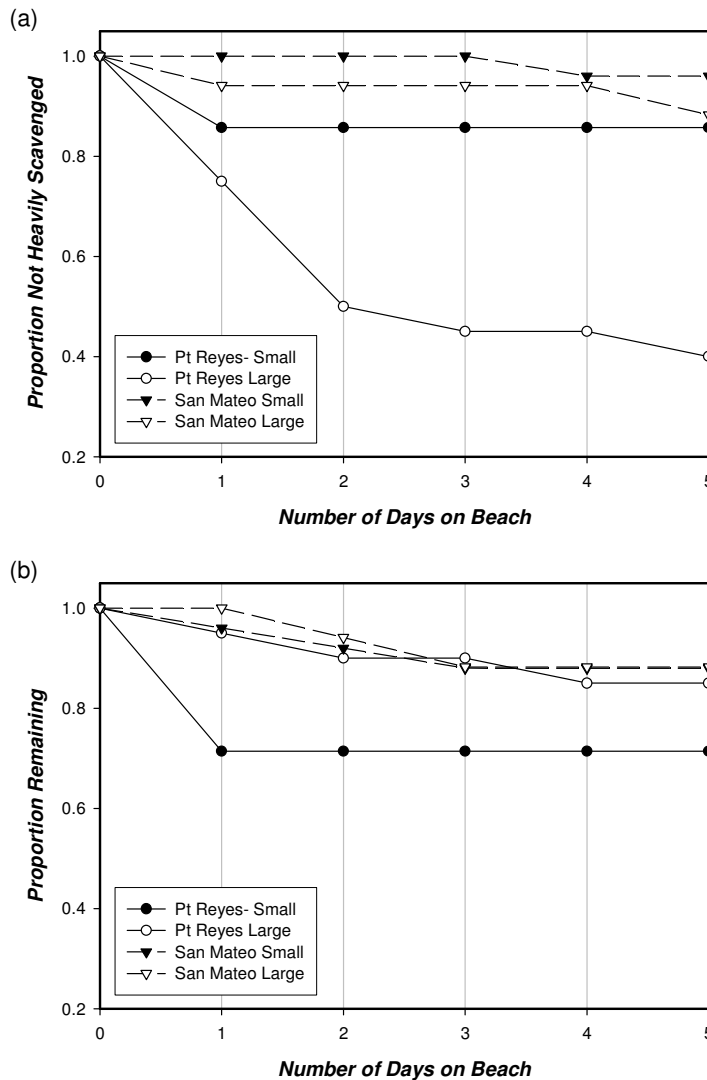 (a)
1.0
0.8
0.6
0.4
0.2
Proportion Not Heavily Scavenged
Pt Reyes- Small
Pt Reyes Large
San Mateo Small
San Mateo Large
0 1 2 3 4 5
Number of Days on Beach
(b)
1.0
0.8
0.6
0.4
0.2
Proportion Remaining
Pt Reyes- Small
Pt Reyes Large
San Mateo Small
San Mateo Large
0 1 2 3 4 5
Number of Days on Beach